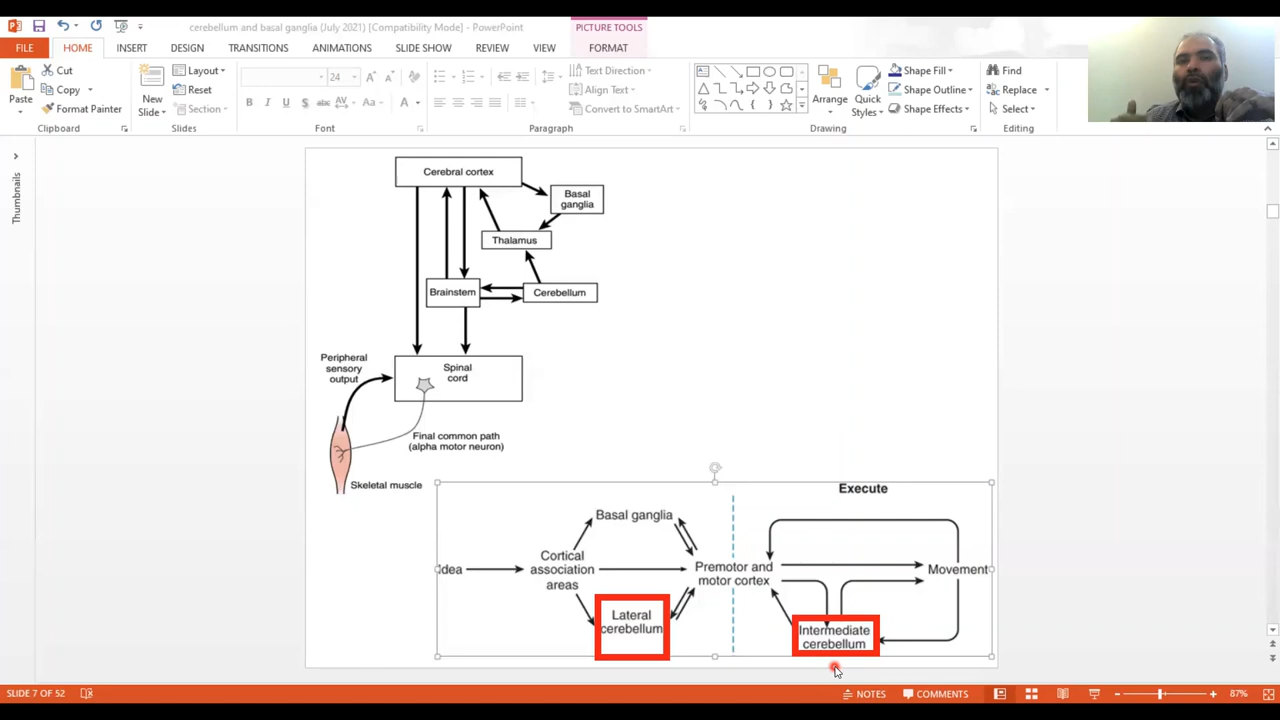 cerebellum and basal ganglia (July 2021) [Compatibility Mode] - PowerPoint
PICTURE TOOLS
FILE
HOME
INSERT
DESIGN
TRANSITIONS
ANIMATIONS
SLIDE SHOW
REVIEW
VIEW
FORMAT
Paste
Cut
Copy
Format Painter
Clipboard
New
Slide
Layout
Reset
Section
Slides
24
B I U S abc AV Aa A
Font
Text Direction
Align Text
Convert to SmartArt
Paragraph
Arrange
Quick
Styles
Shape Fill
Shape Outline
Shape Effects
Drawing
Find
Replace
Select
Editing
Thumbnails
Cerebral cortex
Basal
ganglia
Thalamus
Brainstem
Cerebellum
Peripheral
sensory
output
Spinal
cord
Final common path
(alpha motor neuron)
Skeletal muscle
Execute
Basal ganglia
Idea
Cortical
association
areas
Premotor and
motor cortex
Movement
Lateral
cerebellum
Intermediate
cerebellum
SLIDE 7 OF 52
NOTES
COMMENTS
87%